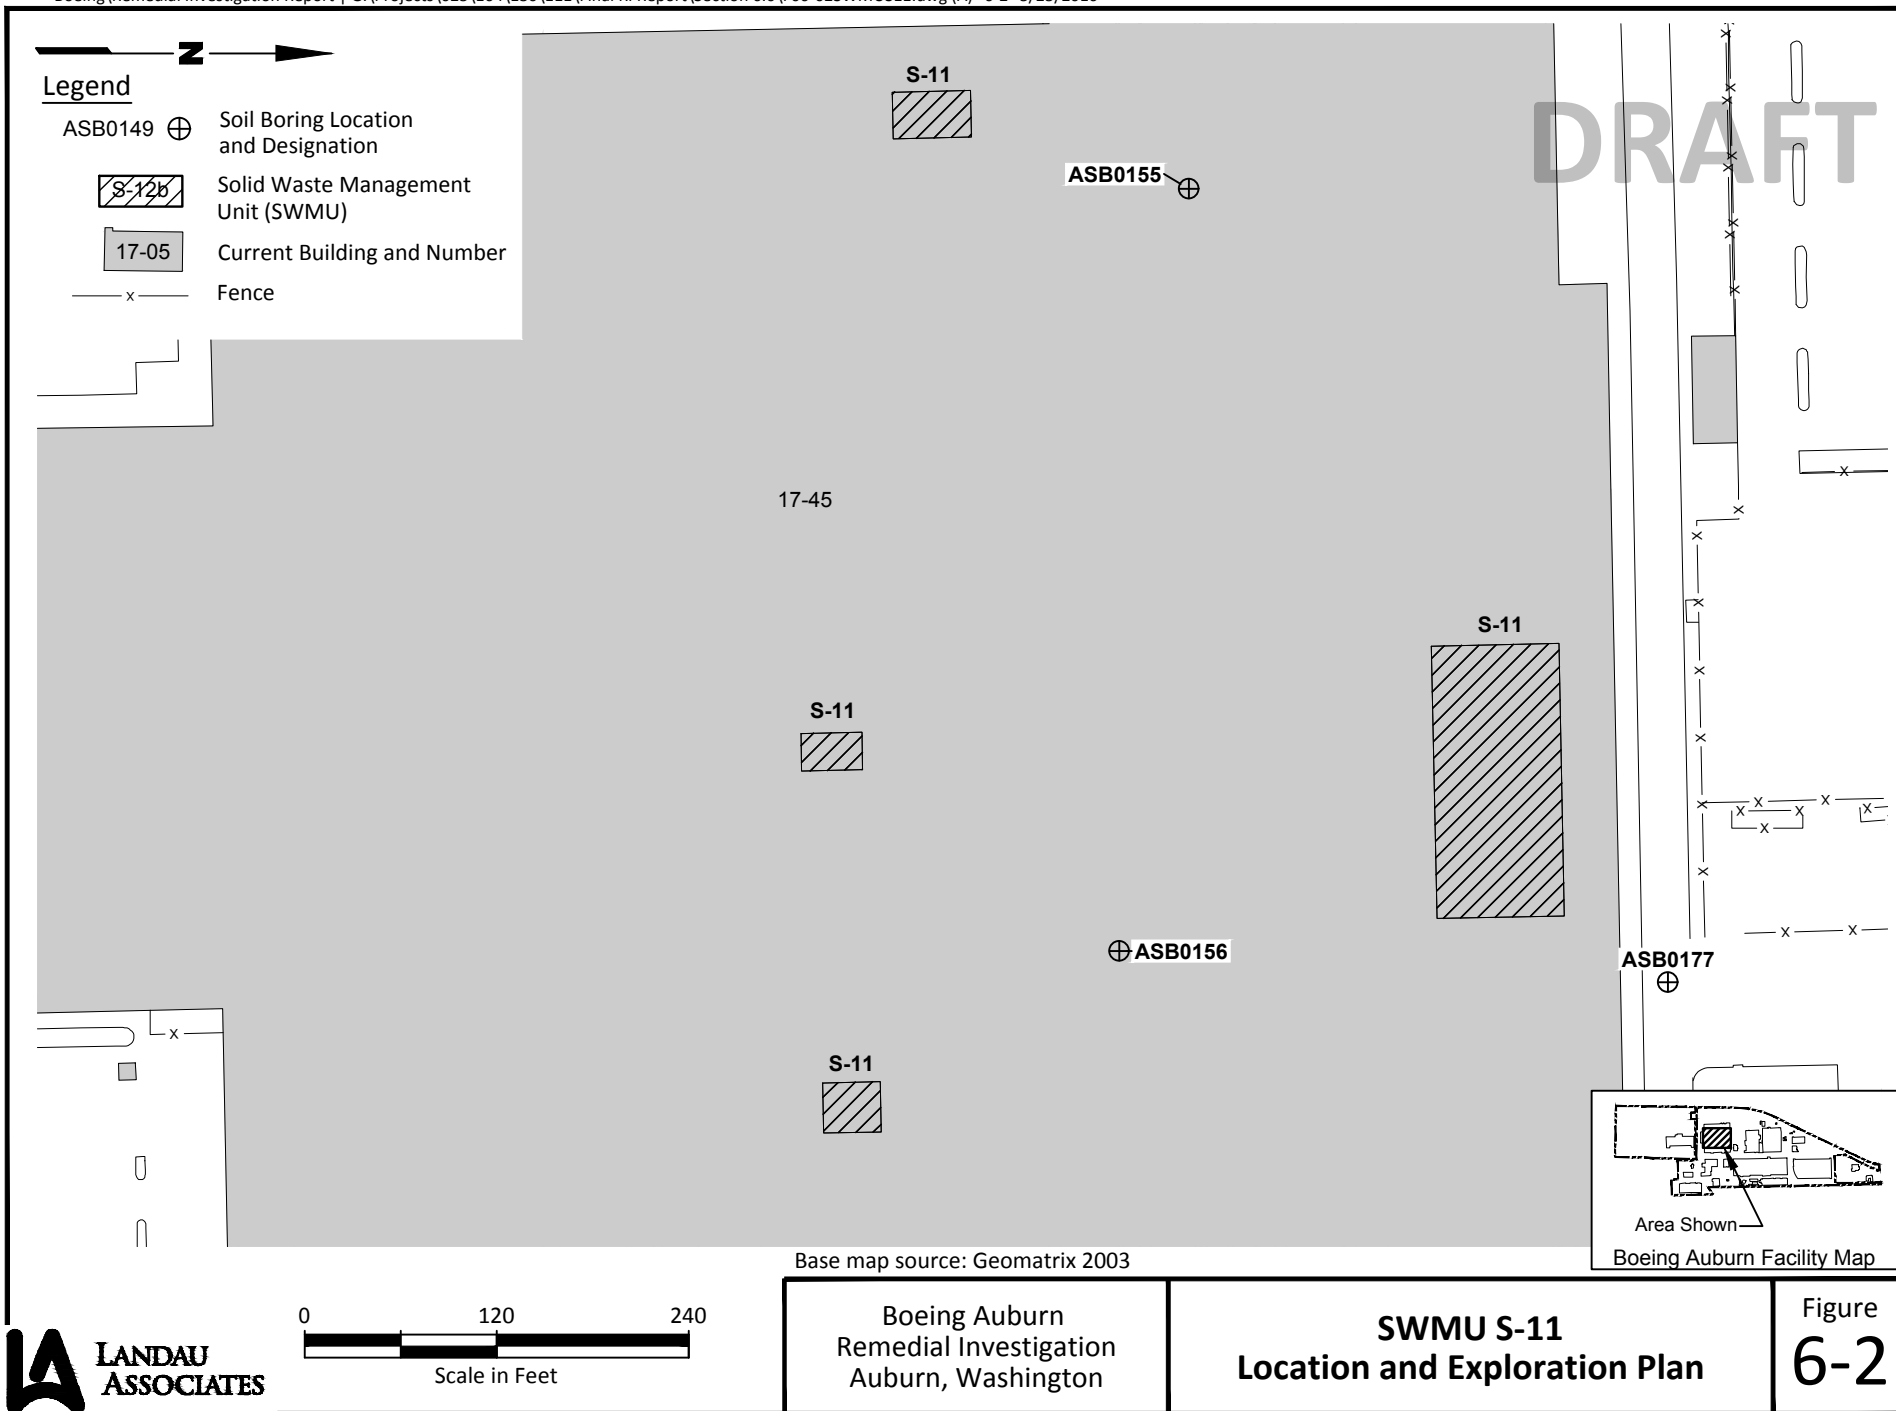 N
Legend
ASB0149
Soil Boring Location
and Designation
S-12b
Solid Waste Management
Unit (SWMU)
17-05
Current Building and Number
x
Fence
DRAFT
S-11
ASB0155
17-45
S-11
S-11
ASB0156
ASB0177
S-11
Area Shown
Boeing Auburn Facility Map
Base map source: Geomatrix 2003
0 120 240
Scale in Feet
LANDAU
ASSOCIATES
Boeing Auburn
Remedial Investigation
Auburn, Washington
SWMU S-11
Location and Exploration Plan
Figure
6-2